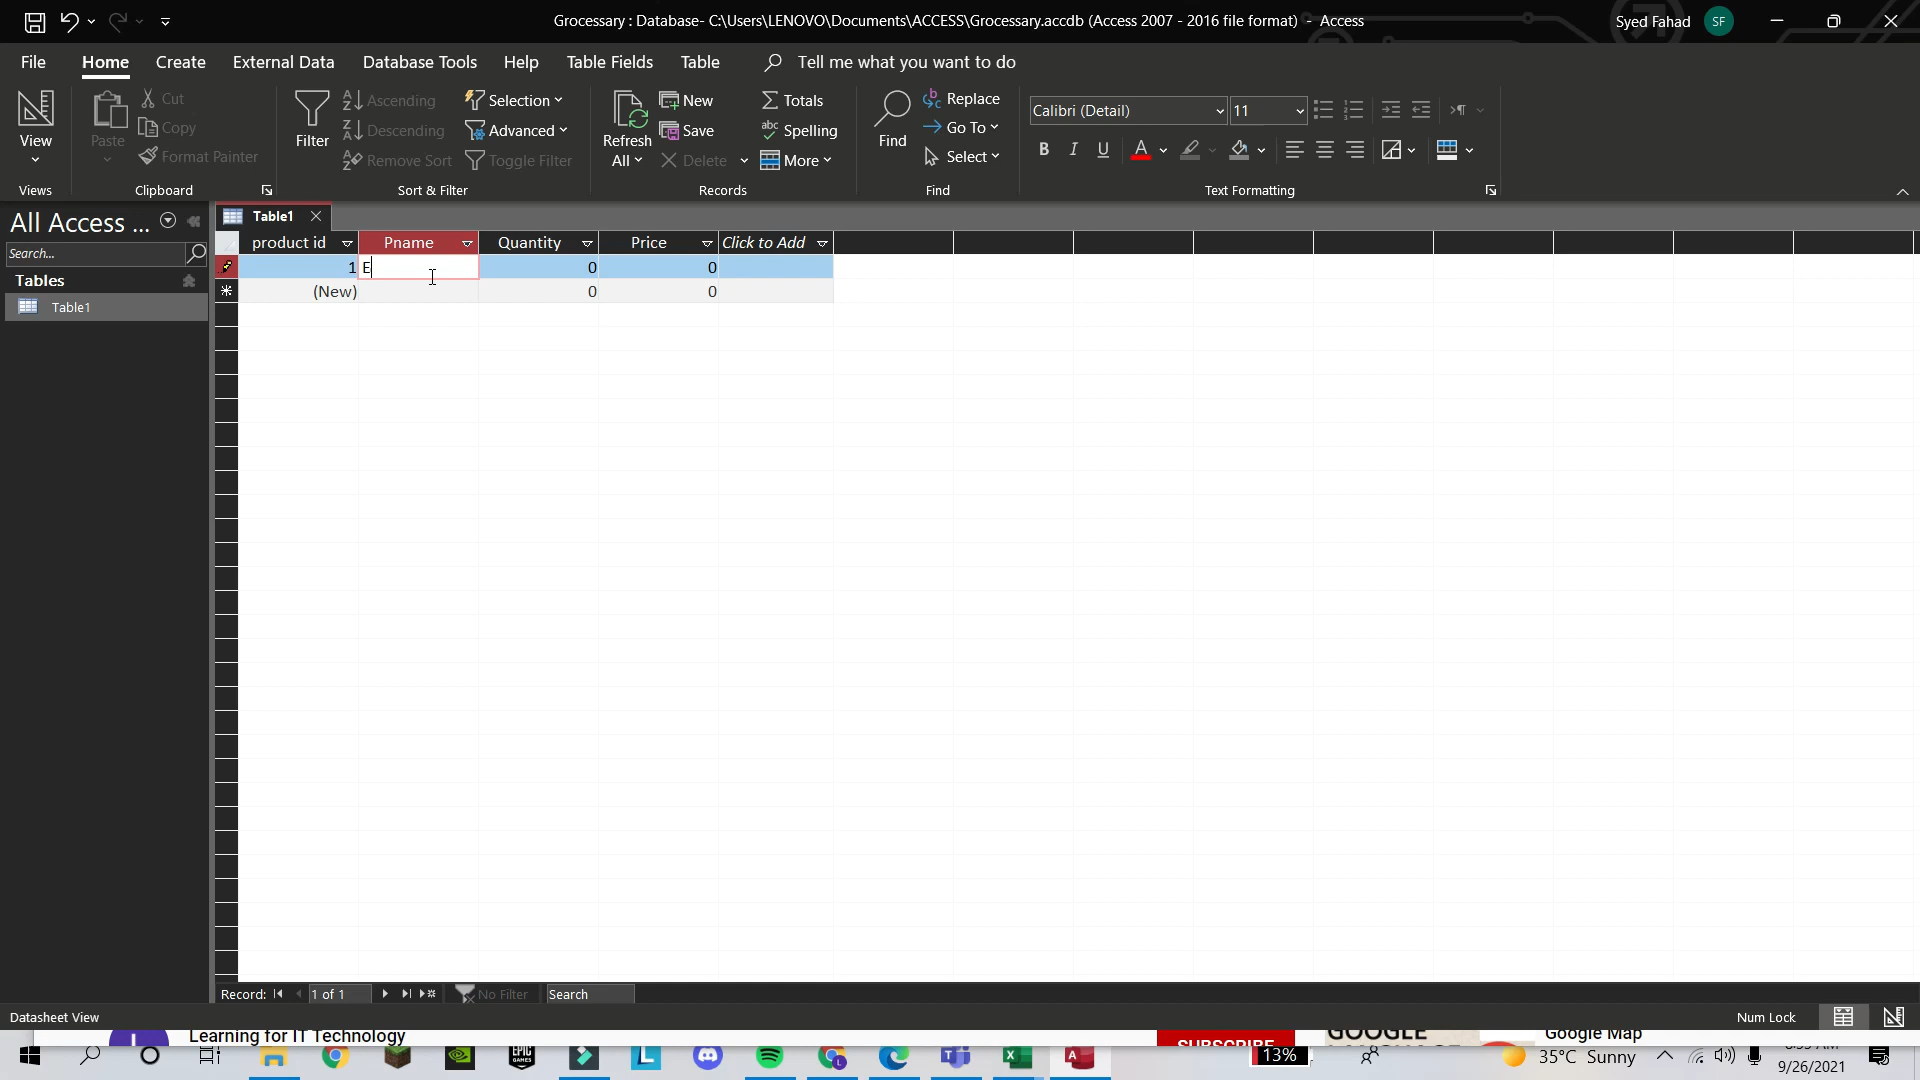 Grocessary : Database- C:\Users\LENOVO\Documents\ACCESS\Grocessary.accdb (Access 2007 - 2016 file format) - Access
Syed Fahad SF
File Home Create External Data Database Tools Help Table Fields Table Tell me what you want to do
View
Views
Paste
Cut
Copy
Format Painter
Clipboard
Filter
Ascending
Descending
Remove Sort
Selection
Advanced
Toggle Filter
Sort & Filter
Refresh
All
New
Save
Delete
Totals
Spelling
More
Records
Find
Replace
Go To
Select
Find
Calibri (Detail) 11
B I U A
Text Formatting
All Access ...
Search...
Tables
Table1
Table1
product id Pname Quantity Price Click to Add
1 E 0 0
(New) 0 0
Record: 1 of 1 No Filter Search
Datasheet View
Num Lock
Learning for IT Technology
SUBSCRIBE
GOOGLE
Google Map
EPIC
GAMES
13%
35°C Sunny
9/26/2021